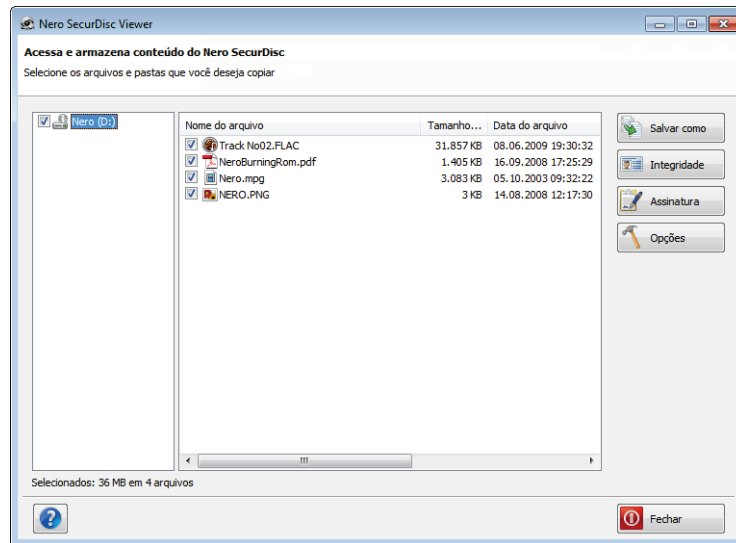 Nero SecurDisc Viewer
Acessa e armazena conteúdo do Nero SecurDisc
Selecione os arquivos e pastas que você deseja copiar
Nero (D:)
Nome do arquivo Tamanho... Data do arquivo
Track No02.FLAC 31.857 KB 08.06.2009 19:30:32
NeroBurningRom.pdf 1.405 KB 16.09.2008 17:25:29
Nero.mpg 3.083 KB 05.10.2003 09:32:22
NERO.PNG 3 KB 14.08.2008 12:17:30
Salvar como
Integridade
Assinatura
Opções
Selecionados: 36 MB em 4 arquivos
Fechar